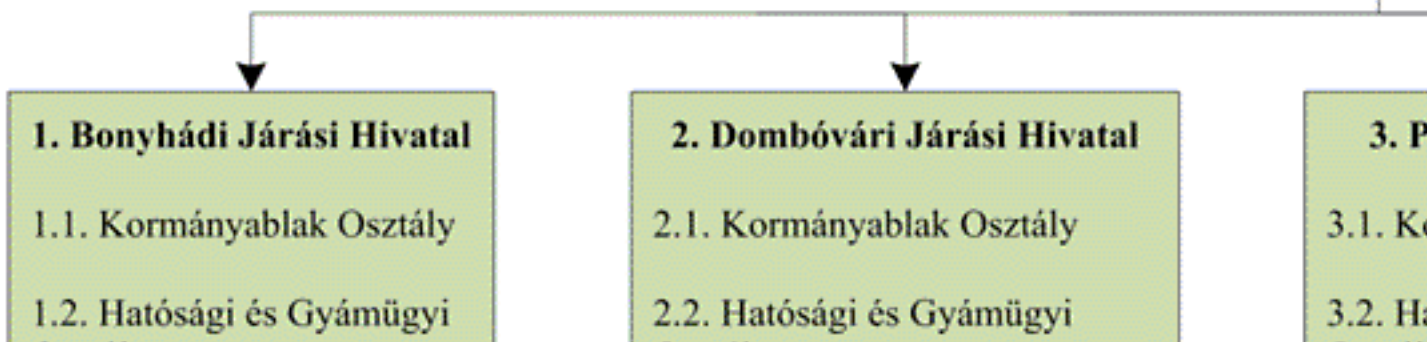 1. Bonyhádi Járási Hivatal
1.1. Kormányablak Osztály
1.2. Hatósági és Gyámügyi
2. Dombóvári Járási Hivatal
2.1. Kormányablak Osztály
2.2. Hatósági és Gyámügyi
3.
3.1.
3.2.